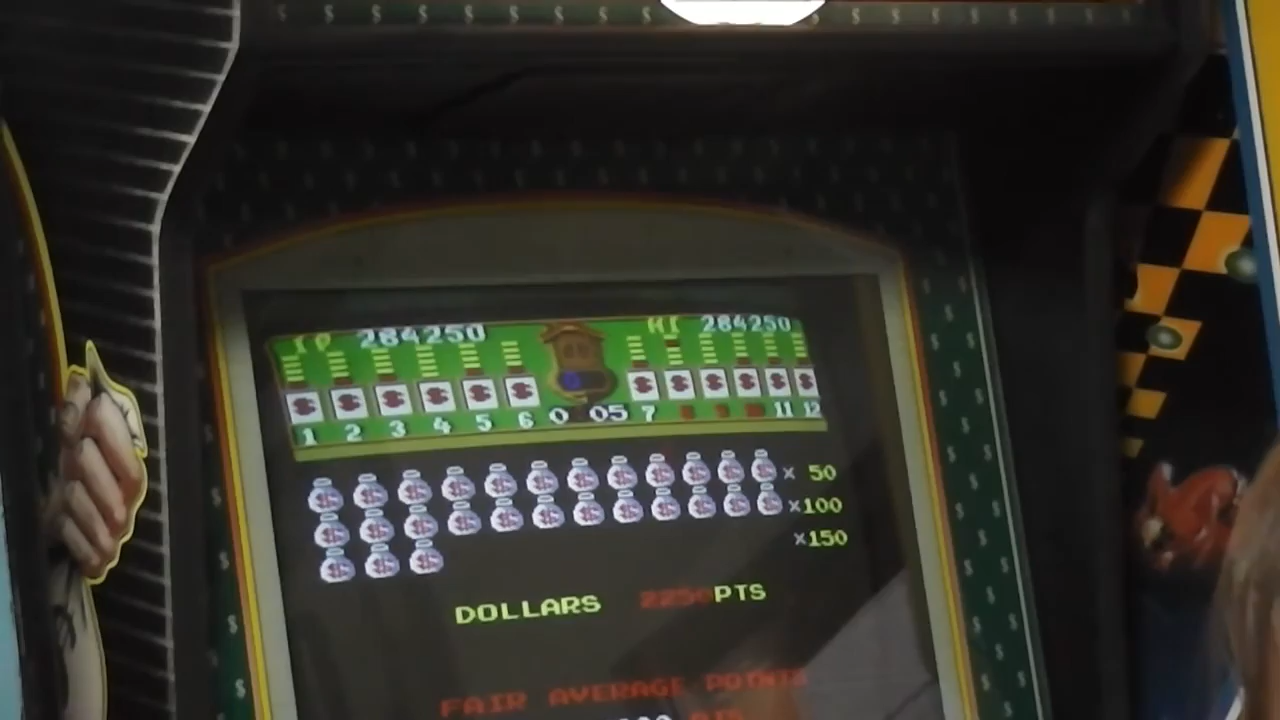 1P 284250 HI 284250
1 2 3 4 5 6 0 05 7 11 12
× 50
×100
×150
DOLLARS 2250PTS
FAIR AVERAGE POINTS
PTS